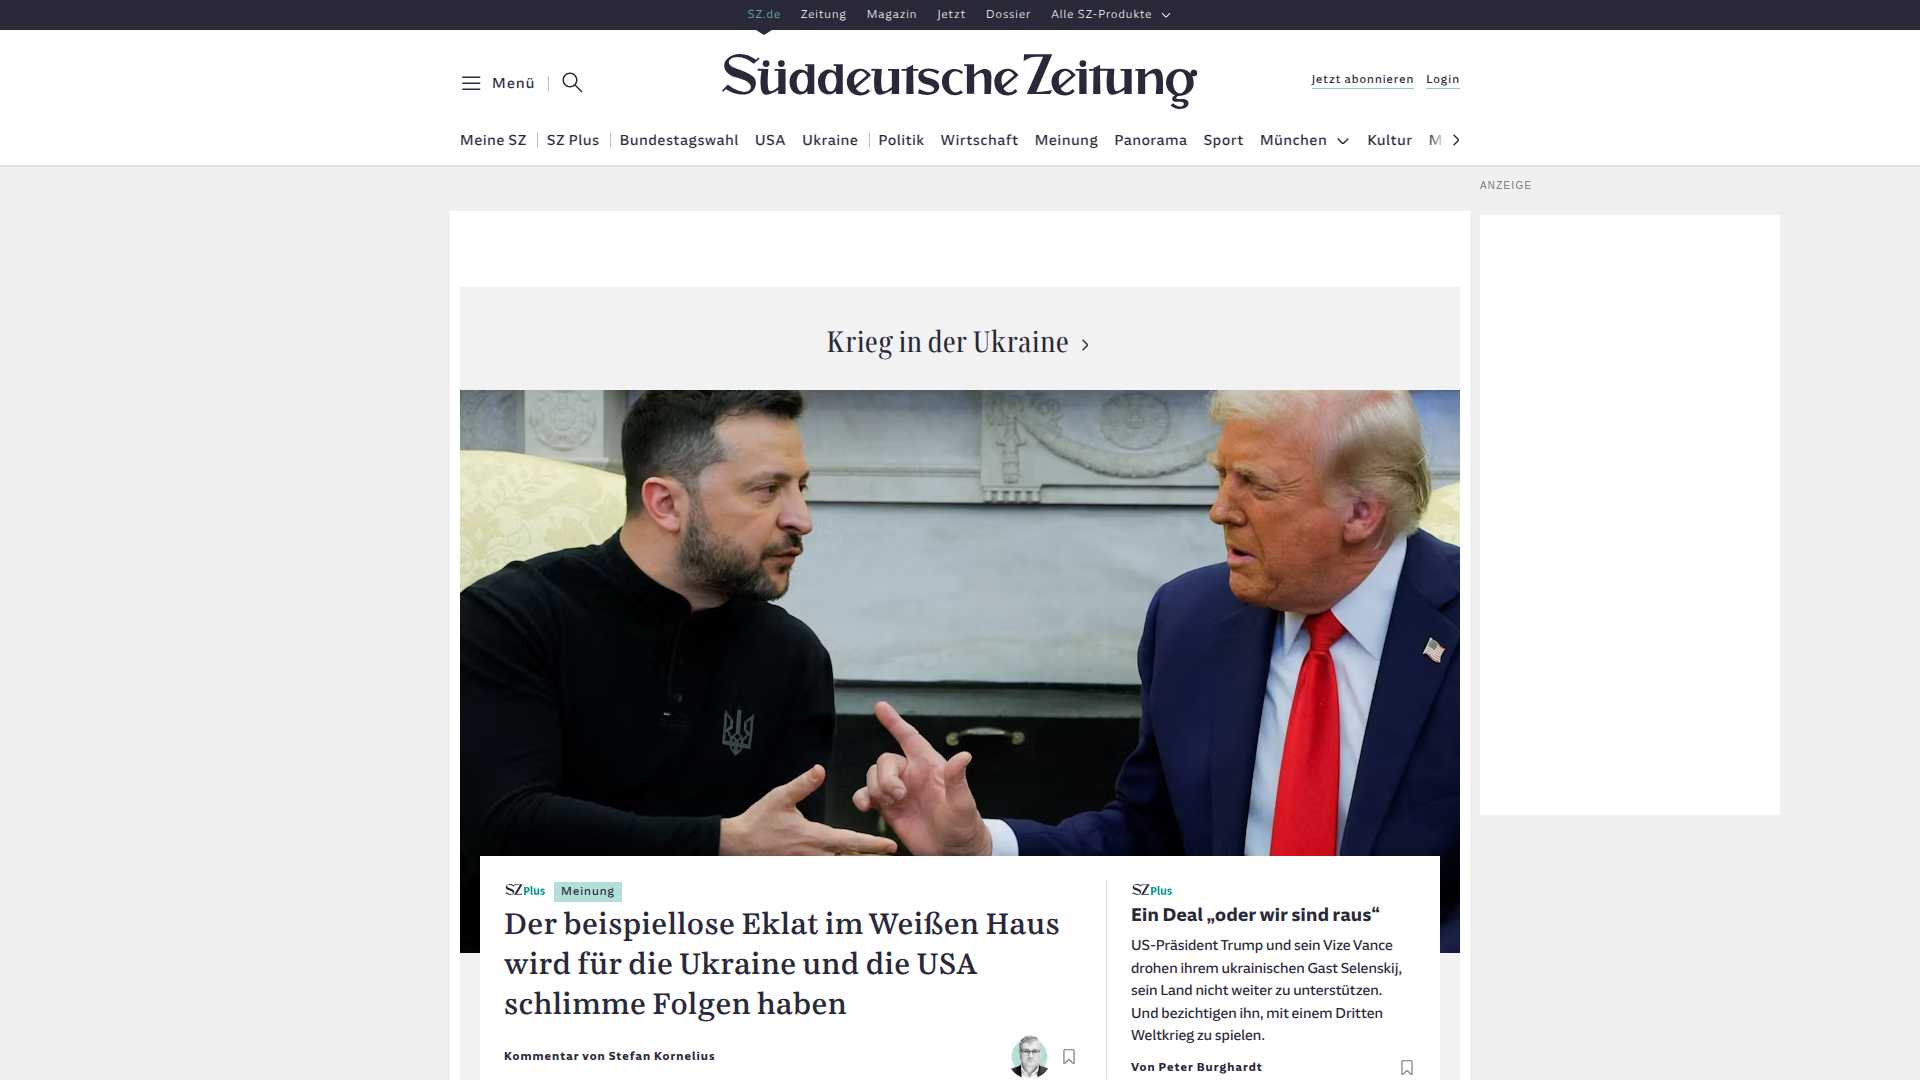 SZ.de Zeitung Magazin Jetzt Dossier Alle SZ-Produkte
Menü
Süddeutsche Zeitung
Jetzt abonnieren Login
Meine SZ SZ Plus Bundestagswahl USA Ukraine Politik Wirtschaft Meinung Panorama Sport München Kultur M
ANZEIGE
Krieg in der Ukraine
SZ Plus Meinung
Der beispiellose Eklat im Weißen Haus
wird für die Ukraine und die USA
schlimme Folgen haben
Kommentar von Stefan Kornelius
SZ Plus
Ein Deal „oder wir sind raus“
US-Präsident Trump und sein Vize Vance
drohen ihrem ukrainischen Gast Selenskij,
sein Land nicht weiter zu unterstützen.
Und bezichtigen ihn, mit einem Dritten
Weltkrieg zu spielen.
Von Peter Burghardt